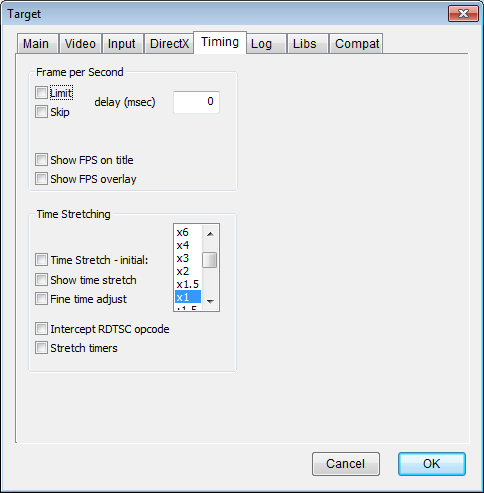 Target
Main Video Input DirectX Timing Log Libs Compat
Frame per Second
Limit
delay (msec) 0
Skip
Show FPS on title
Show FPS overlay
Time Stretching
x6
x4
x3
Time Stretch - initial:
x2
Show time stretch
x1.5
Fine time adjust
x1
Intercept RDTSC opcode
Stretch timers
Cancel OK